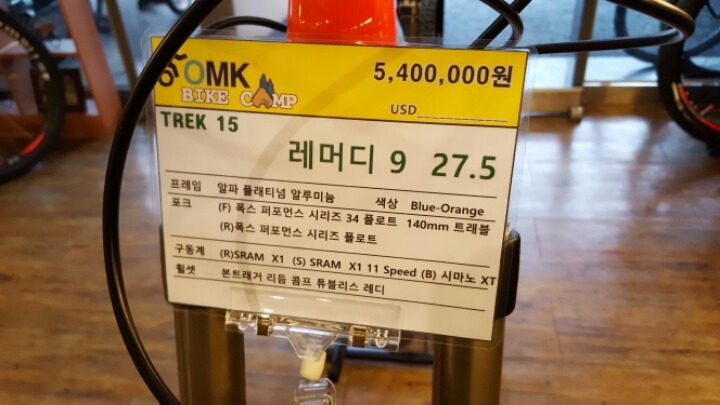 OMK
BIKE CAMP
5,400,000원
USD____________
TREK 15
레머디 9 27.5
프레임 알파 플래티넘 알루미늄 색상 Blue-Orange
포크 (F) 폭스 퍼포먼스 시리즈 34 플로트 140mm 트래블
(R)폭스 퍼포먼스 시리즈 플로트
구동계 (R)SRAM X1 (S) SRAM X1 11 Speed (B) 시마노 XT
휠셋 본트래거 리듬 콤프 튜블리스 레디